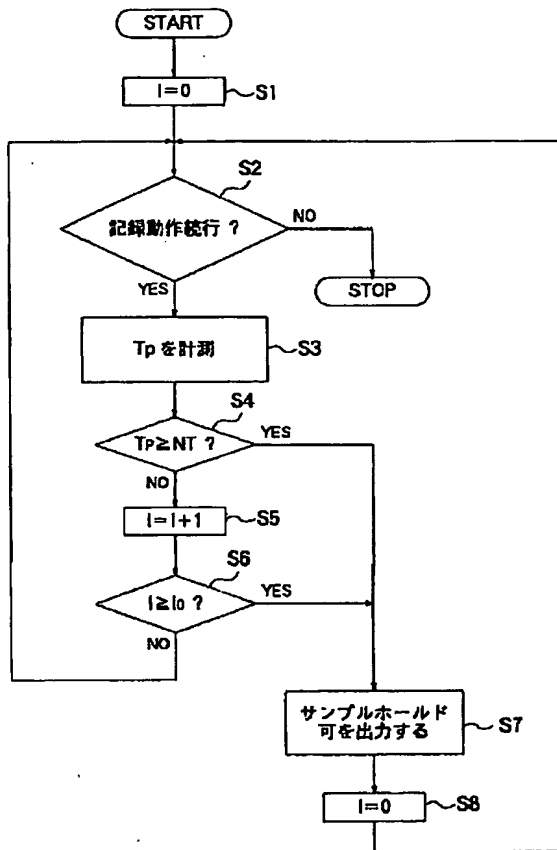 START
I=0
S1
S2
記録動作続行 ?
NO
YES
STOP
Tpを計測
S3
S4
Tp≧NT ?
YES
NO
I=I+1
S5
S6
I≧I0 ?
YES
NO
サンプルホールド
可を出力する
S7
I=0
S8